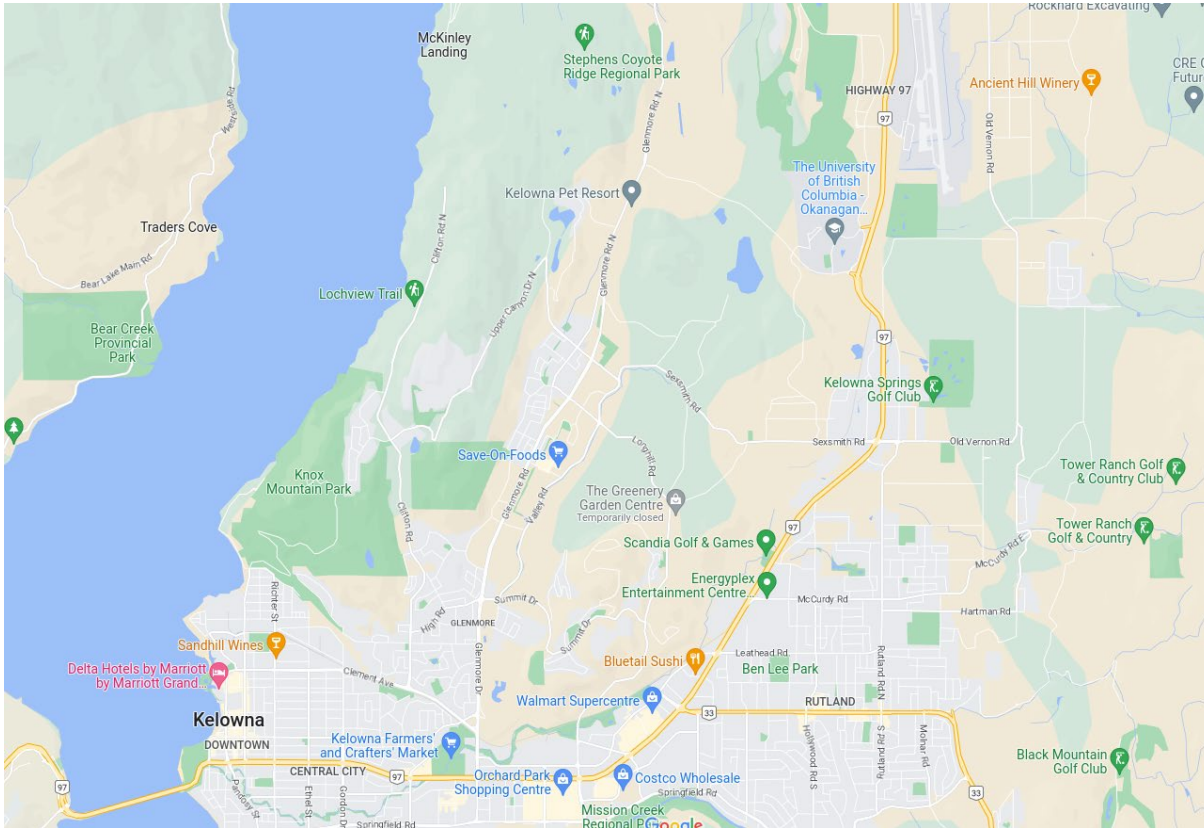 Rocknard Excavating
McKinley
Landing
Stephens Coyote
Ridge Regional Park
CRE
Futur
Westside Rd
HIGHWAY 97
Ancient Hill Winery
97
Glenmore Rd N
Old Vernon Rd
The University
of British
Columbia -
Okanagan...
Kelowna Pet Resort
Traders Cove
Clifton Rd N
Glenmore Rd N
Bear Lake Main Rd
Lochview Trail
Upper Canyon Dr N
Bear Creek
Provincial
Park
97
Sexsmith Rd
Kelowna Springs
Golf Club
Sexsmith Rd
Old Vernon Rd
Longhill Rd
Save-On-Foods
Knox
Mountain Park
Glenmore Rd
Valley Rd
Tower Ranch Golf
& Country Club
The Greenery
Garden Centre
Temporarily closed
Clifton Rd
97
Tower Ranch
Golf & Country
Scandia Golf & Games
McCurdy Rd E
Energyplex
Entertainment Centre...
McCurdy Rd
Hartman Rd
Richter St
Summit Dr
High Rd
GLENMORE
Summit Dr
Sandhill Wines
Leathead Rd
Bluetail Sushi
Ben Lee Park
Rutland Rd N
Delta Hotels by Marriott
by Marriott Grand...
Clement Ave
Glenmore Dr
Walmart Supercentre
33
RUTLAND
Kelowna
DOWNTOWN
Kelowna Farmers'
and Crafters' Market
Hollywood Rd S
Rutland Rd S
Molnar Rd
Black Mountain
Golf Club
CENTRAL CITY
97
Orchard Park
Shopping Centre
Costco Wholesale
97
Pandosy St
Ethel St
Gordon Dr
Springfield Rd
Springfield Rd
33
Mission Creek
Regional P
Google